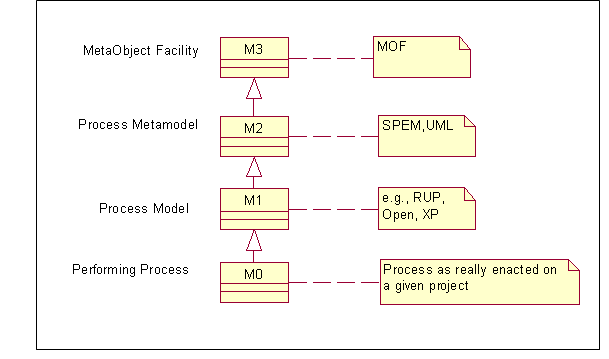 MetaObject Facility
M3
MOF
Process Metamodel
M2
SPEM,UML
Process Model
M1
e.g., RUP,
Open, XP
Performing Process
M0
Process as really enacted on
a given project